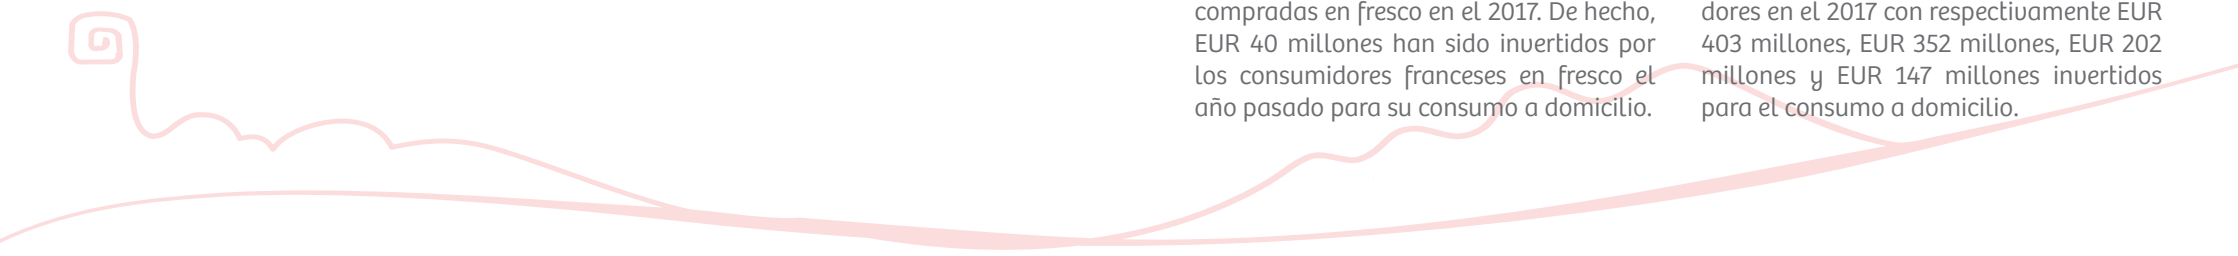 compradas en fresco en el 2017. De hecho,
EUR 40 millones han sido invertidos por
los consumidores franceses en fresco el
año pasado para su consumo a domicilio.
dores en el 2017 con respectivamente EUR
403 millones, EUR 352 millones, EUR 202
millones y EUR 147 millones invertidos
para el consumo a domicilio.